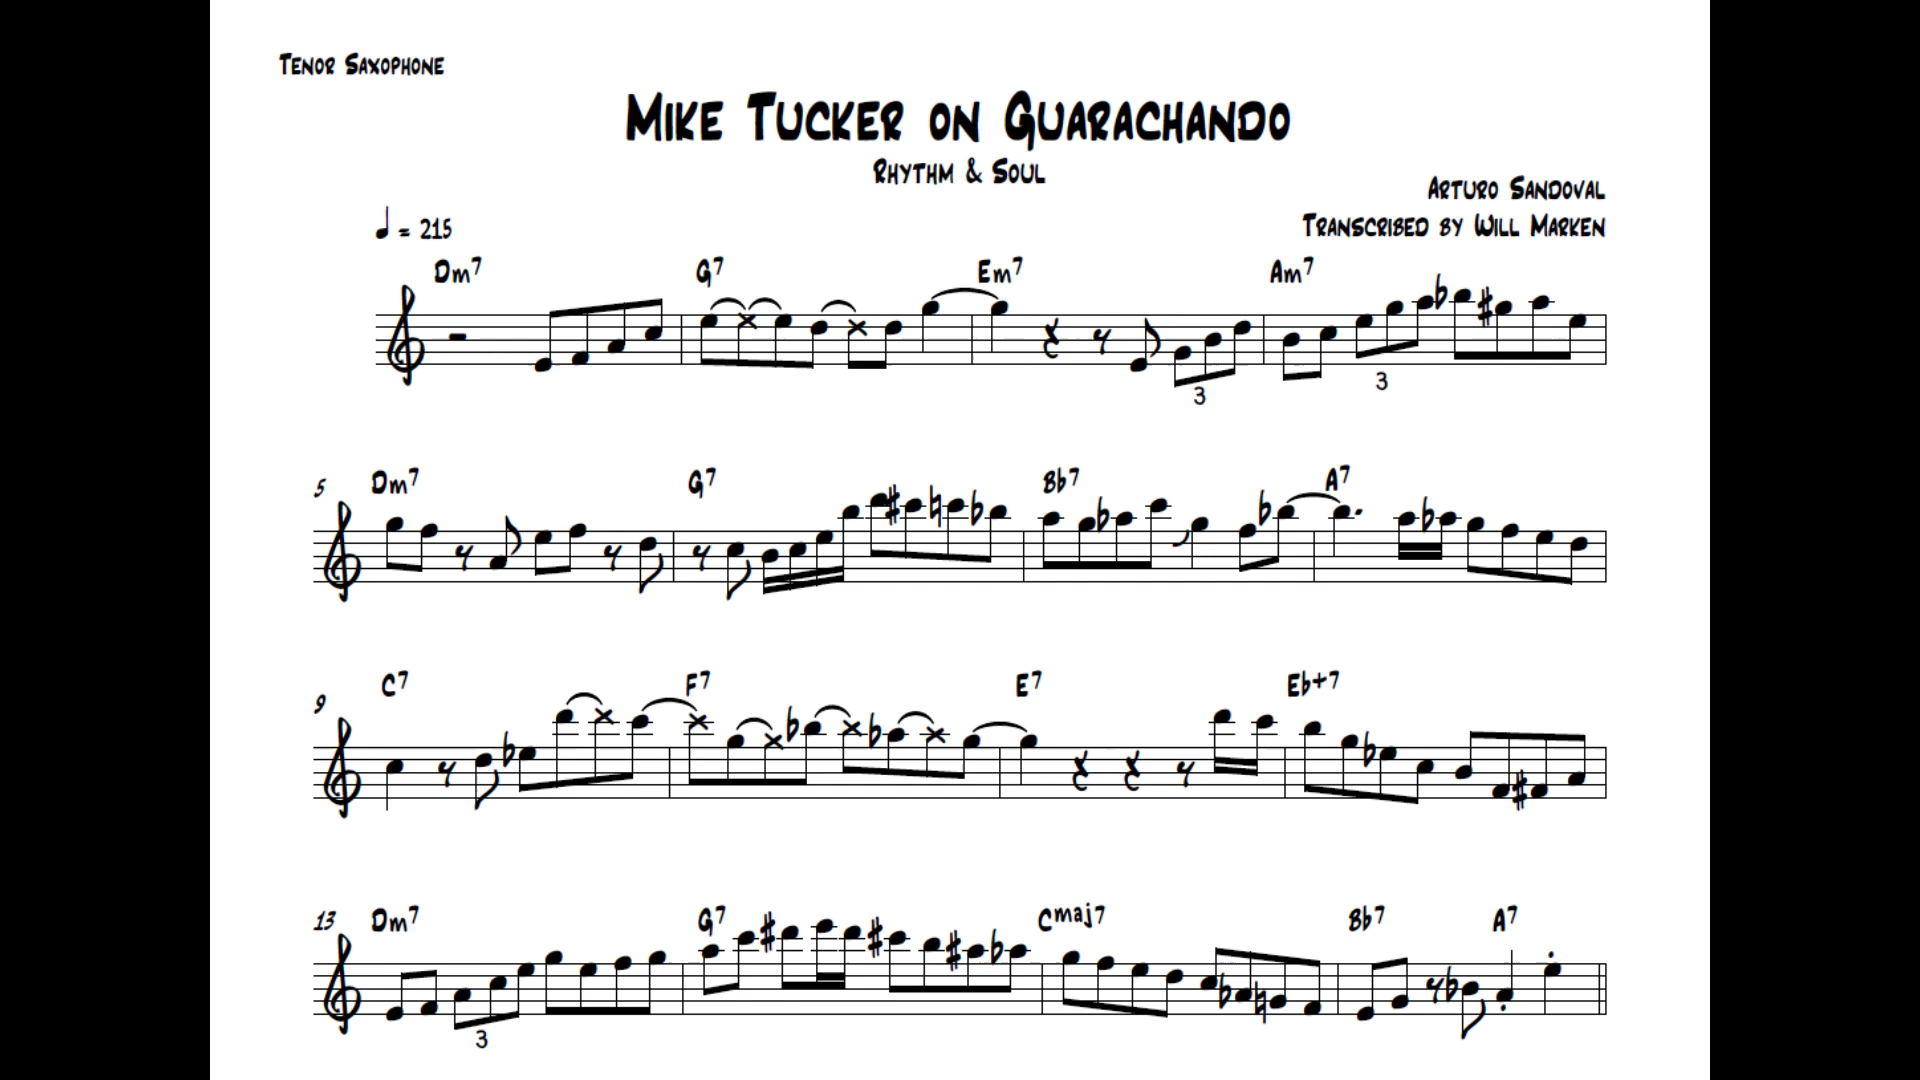 Tenor Saxophone
Mike Tucker on Guarachando
Rhythm & Soul
Arturo Sandoval
Transcribed by Will Marken
= 215
Dm7 G7 Em7 Am7
3 3
5 Dm7 G7 Bb7 A7
9 C7 F7 E7 Eb+7
13 Dm7 G7 Cmaj7 Bb7 A7
3